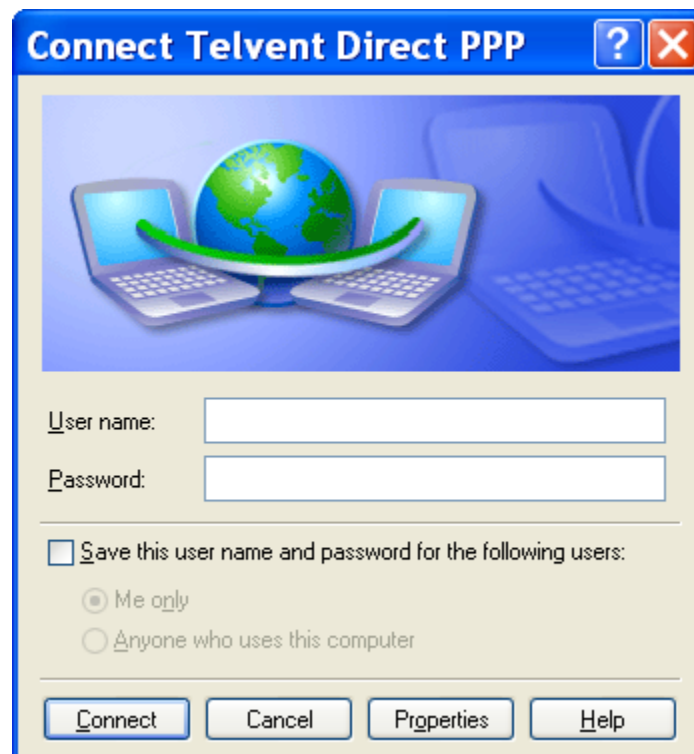 Connect Telvent Direct PPP
User name:
Password:
Save this user name and password for the following users:
Me only
Anyone who uses this computer
Connect Cancel Properties Help